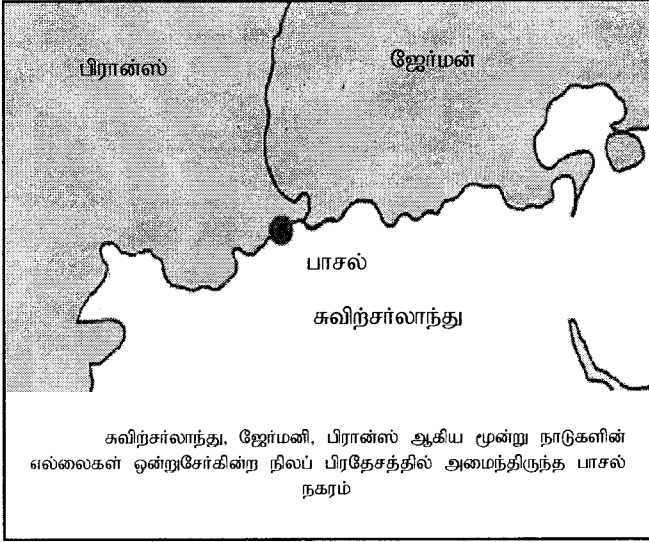 பிரான்ஸ்
ஜேர்மன்
பாசல்
சுவிற்சர்லாந்து
சுவிற்சர்லாந்து, ஜேர்மனி, பிரான்ஸ் ஆகிய மூன்று நாடுகளின்
எல்லைகள் ஒன்றுசேர்கின்ற நிலப் பிரதேசத்தில் அமைந்திருந்த பாசல்
நகரம்